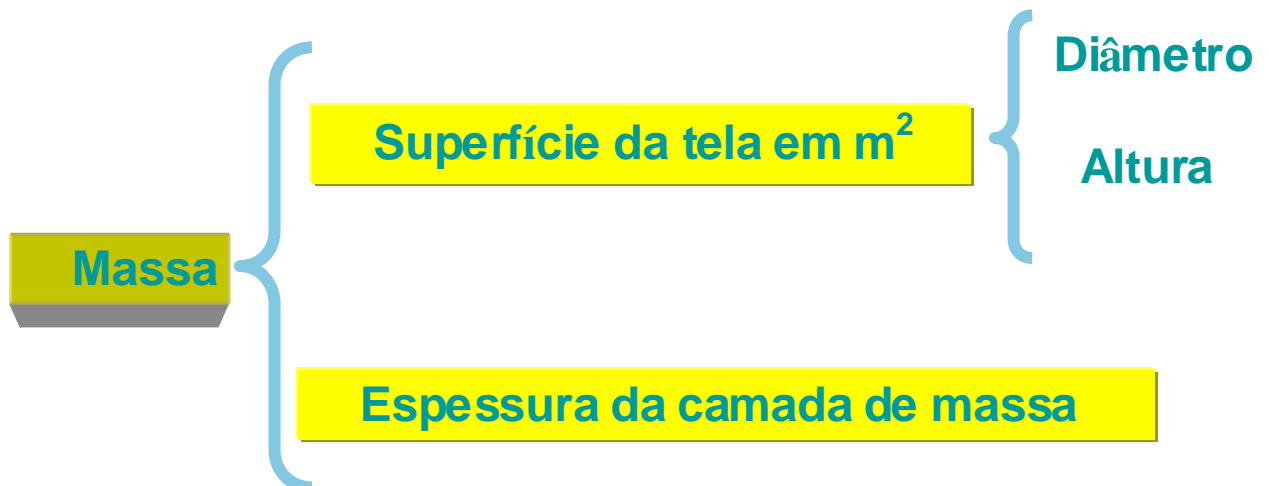 Diâmetro
Superfície da tela em m²
Altura
Massa
Espessura da camada de massa